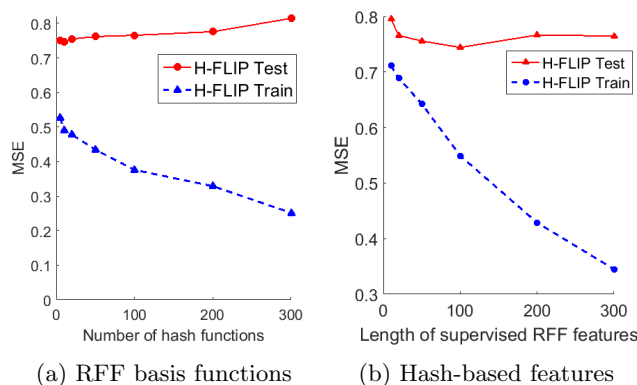 0.8
0.7
0.6
0.5
0.4
0.3
0.2
0.1
0
MSE
H-FLIP Test
H-FLIP Train
0 100 200 300
Number of hash functions
(a) RFF basis functions
0.8
0.7
0.6
0.5
0.4
0.3
MSE
H-FLIP Test
H-FLIP Train
0 100 200 300
Length of supervised RFF features
(b) Hash-based features